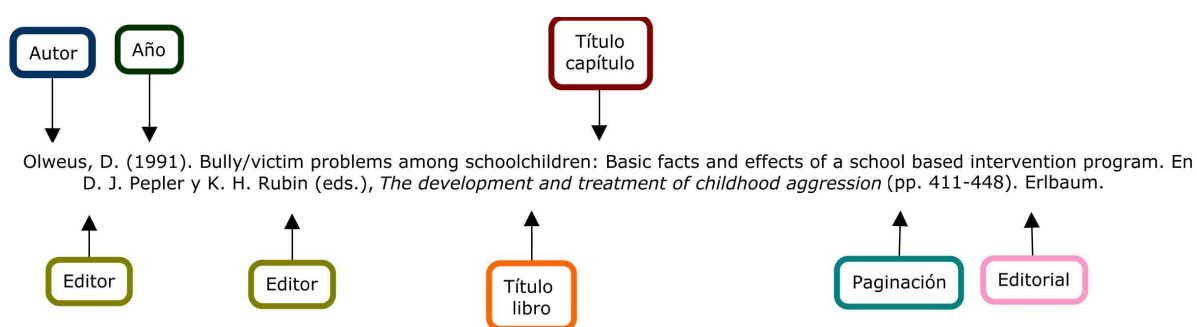 Autor
Año
Título
capítulo
Olweus, D. (1991). Bully/victim problems among schoolchildren: Basic facts and effects of a school based intervention program. En
D. J. Pepler y K. H. Rubin (eds.), The development and treatment of childhood aggression (pp. 411-448). Erlbaum.
Editor
Editor
Título
libro
Paginación
Editorial